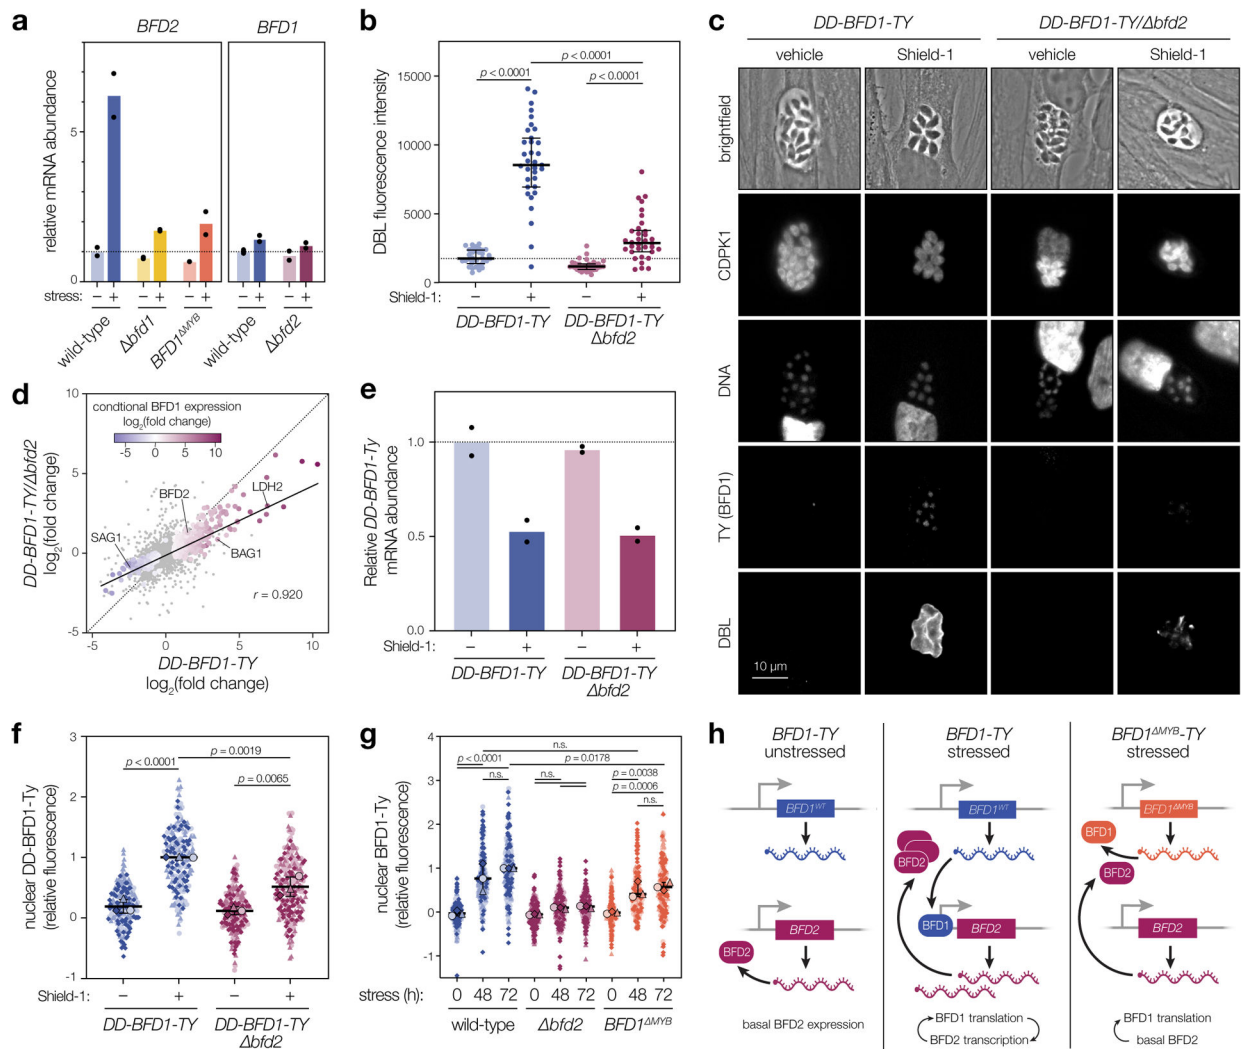 a
BFD2
BFD1
relative mRNA abundance
5
1
0
stress:
– + – + – + – + – +
wild-type
Δbfd1
BFD1ΔMYB
wild-type
Δbfd2
b
p < 0.0001
p < 0.0001
p < 0.0001
DBL fluorescence intensity
15000
10000
5000
0
Shield-1: – + – +
DD-BFD1-TY
DD-BFD1-TY
Δbfd2
c
DD-BFD1-TY
DD-BFD1-TY/Δbfd2
vehicle
Shield-1
vehicle
Shield-1
brightfield
CDPK1
DNA
TY (BFD1)
DBL
10 µm
d
condtional BFD1 expression
log2(fold change)
-5 0 5 10
DD-BFD1-TY/Δbfd2
log2(fold change)
10
5
0
-5
BFD2
LDH2
SAG1
BAG1
r = 0.920
-5 0 5 10
DD-BFD1-TY
log2(fold change)
e
Relative DD-BFD1-Ty
mRNA abundance
1.0
0.5
0.0
Shield-1: – + – +
DD-BFD1-TY
DD-BFD1-TY
Δbfd2
f
nuclear DD-BFD1-Ty
(relative fluorescence)
3
2
1
0
-1
p = 0.0019
p < 0.0001
p = 0.0065
Shield-1: – + – +
DD-BFD1-TY
DD-BFD1-TY
Δbfd2
g
nuclear BFD1-Ty
(relative fluorescence)
4
3
2
1
0
-1
n.s.
p < 0.0001
p = 0.0178
n.s.
n.s.
p = 0.0038
p = 0.0006
n.s.
stress (h) 0 48 72 0 48 72 0 48 72
wild-type
Δbfd2
BFD1ΔMYB
h
BFD1-TY
unstressed
BFD1WT
BFD2
BFD2
basal BFD2 expression
BFD1-TY
stressed
BFD1WT
BFD2
BFD1
BFD2
BFD1 translation
BFD2 transcription
BFD1ΔMYB-TY
stressed
BFD1ΔMYB
BFD1
BFD2
BFD2
BFD1 translation
basal BFD2